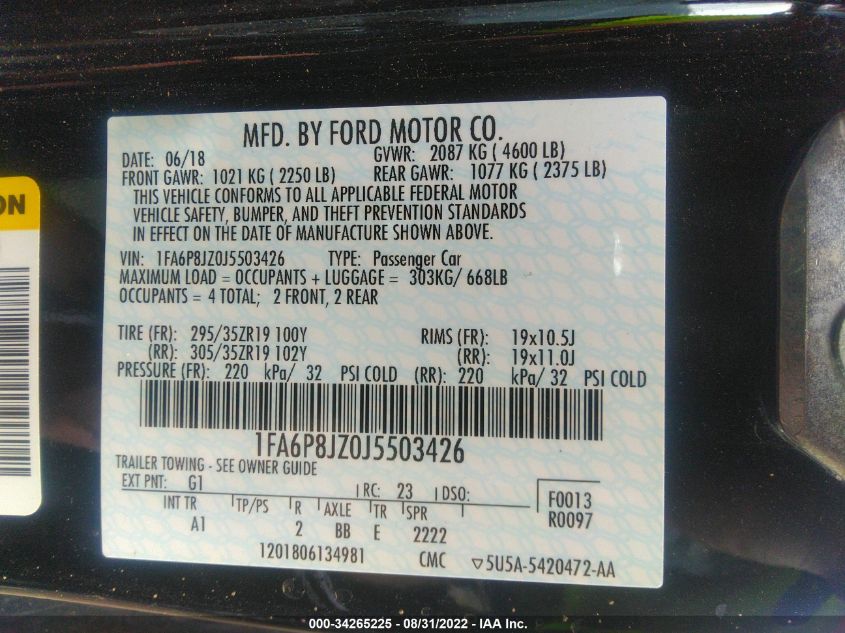 ON
MFD. BY FORD MOTOR CO.
DATE: 06/18 GVWR: 2087 KG ( 4600 LB)
FRONT GAWR: 1021 KG ( 2250 LB) REAR GAWR: 1077 KG ( 2375 LB)
THIS VEHICLE CONFORMS TO ALL APPLICABLE FEDERAL MOTOR
VEHICLE SAFETY, BUMPER, AND THEFT PREVENTION STANDARDS
IN EFFECT ON THE DATE OF MANUFACTURE SHOWN ABOVE.
VIN: 1FA6P8JZ0J5503426 TYPE: Passenger Car
MAXIMUM LOAD = OCCUPANTS + LUGGAGE = 303KG/ 668LB
OCCUPANTS = 4 TOTAL; 2 FRONT, 2 REAR
TIRE (FR): 295/35ZR19 100Y RIMS (FR): 19x10.5J
(RR): 305/35ZR19 102Y (RR): 19x11.0J
PRESSURE (FR): 220 kPa/ 32 PSI COLD (RR): 220 kPa/ 32 PSI COLD
1FA6P8JZ0J5503426
TRAILER TOWING - SEE OWNER GUIDE
EXT PNT: G1 RC: 23 DSO: F0013
INT TR TP/PS R AXLE TR SPR R0097
A1 2 BB E 2222
1201806134981 CMC ▽5U5A-5420472-AA
000-34265225 - 08/31/2022 - IAA Inc.